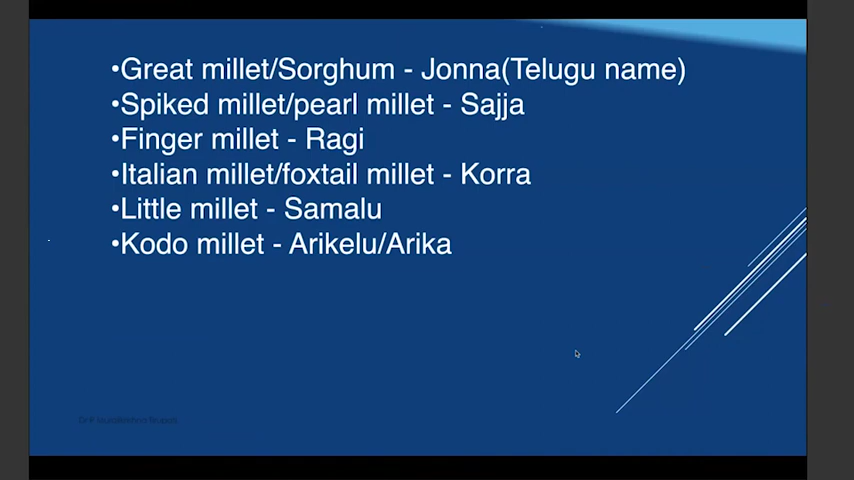 •Great millet/Sorghum - Jonna(Telugu name)
•Spiked millet/pearl millet - Sajja
•Finger millet - Ragi
•Italian millet/foxtail millet - Korra
•Little millet - Samalu
•Kodo millet - Arikelu/Arika